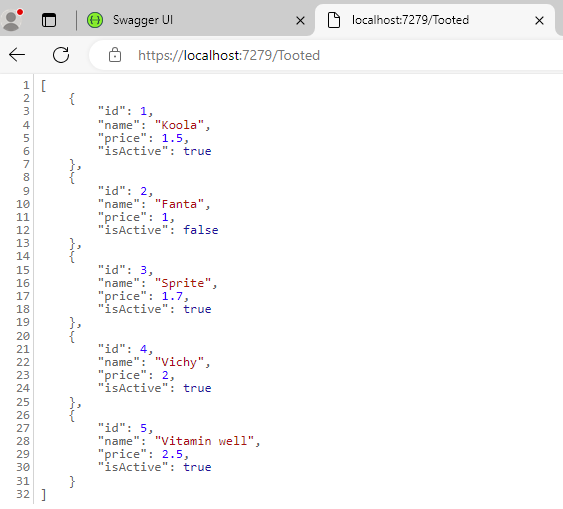 Swagger UI
localhost:7279/Tooted
https://localhost:7279/Tooted
1 [
2     {
3         "id": 1,
4         "name": "Koola",
5         "price": 1.5,
6         "isActive": true
7     },
8     {
9         "id": 2,
10         "name": "Fanta",
11         "price": 1,
12         "isActive": false
13     },
14     {
15         "id": 3,
16         "name": "Sprite",
17         "price": 1.7,
18         "isActive": true
19     },
20     {
21         "id": 4,
22         "name": "Vichy",
23         "price": 2,
24         "isActive": true
25     },
26     {
27         "id": 5,
28         "name": "Vitamin well",
29         "price": 2.5,
30         "isActive": true
31     }
32 ]